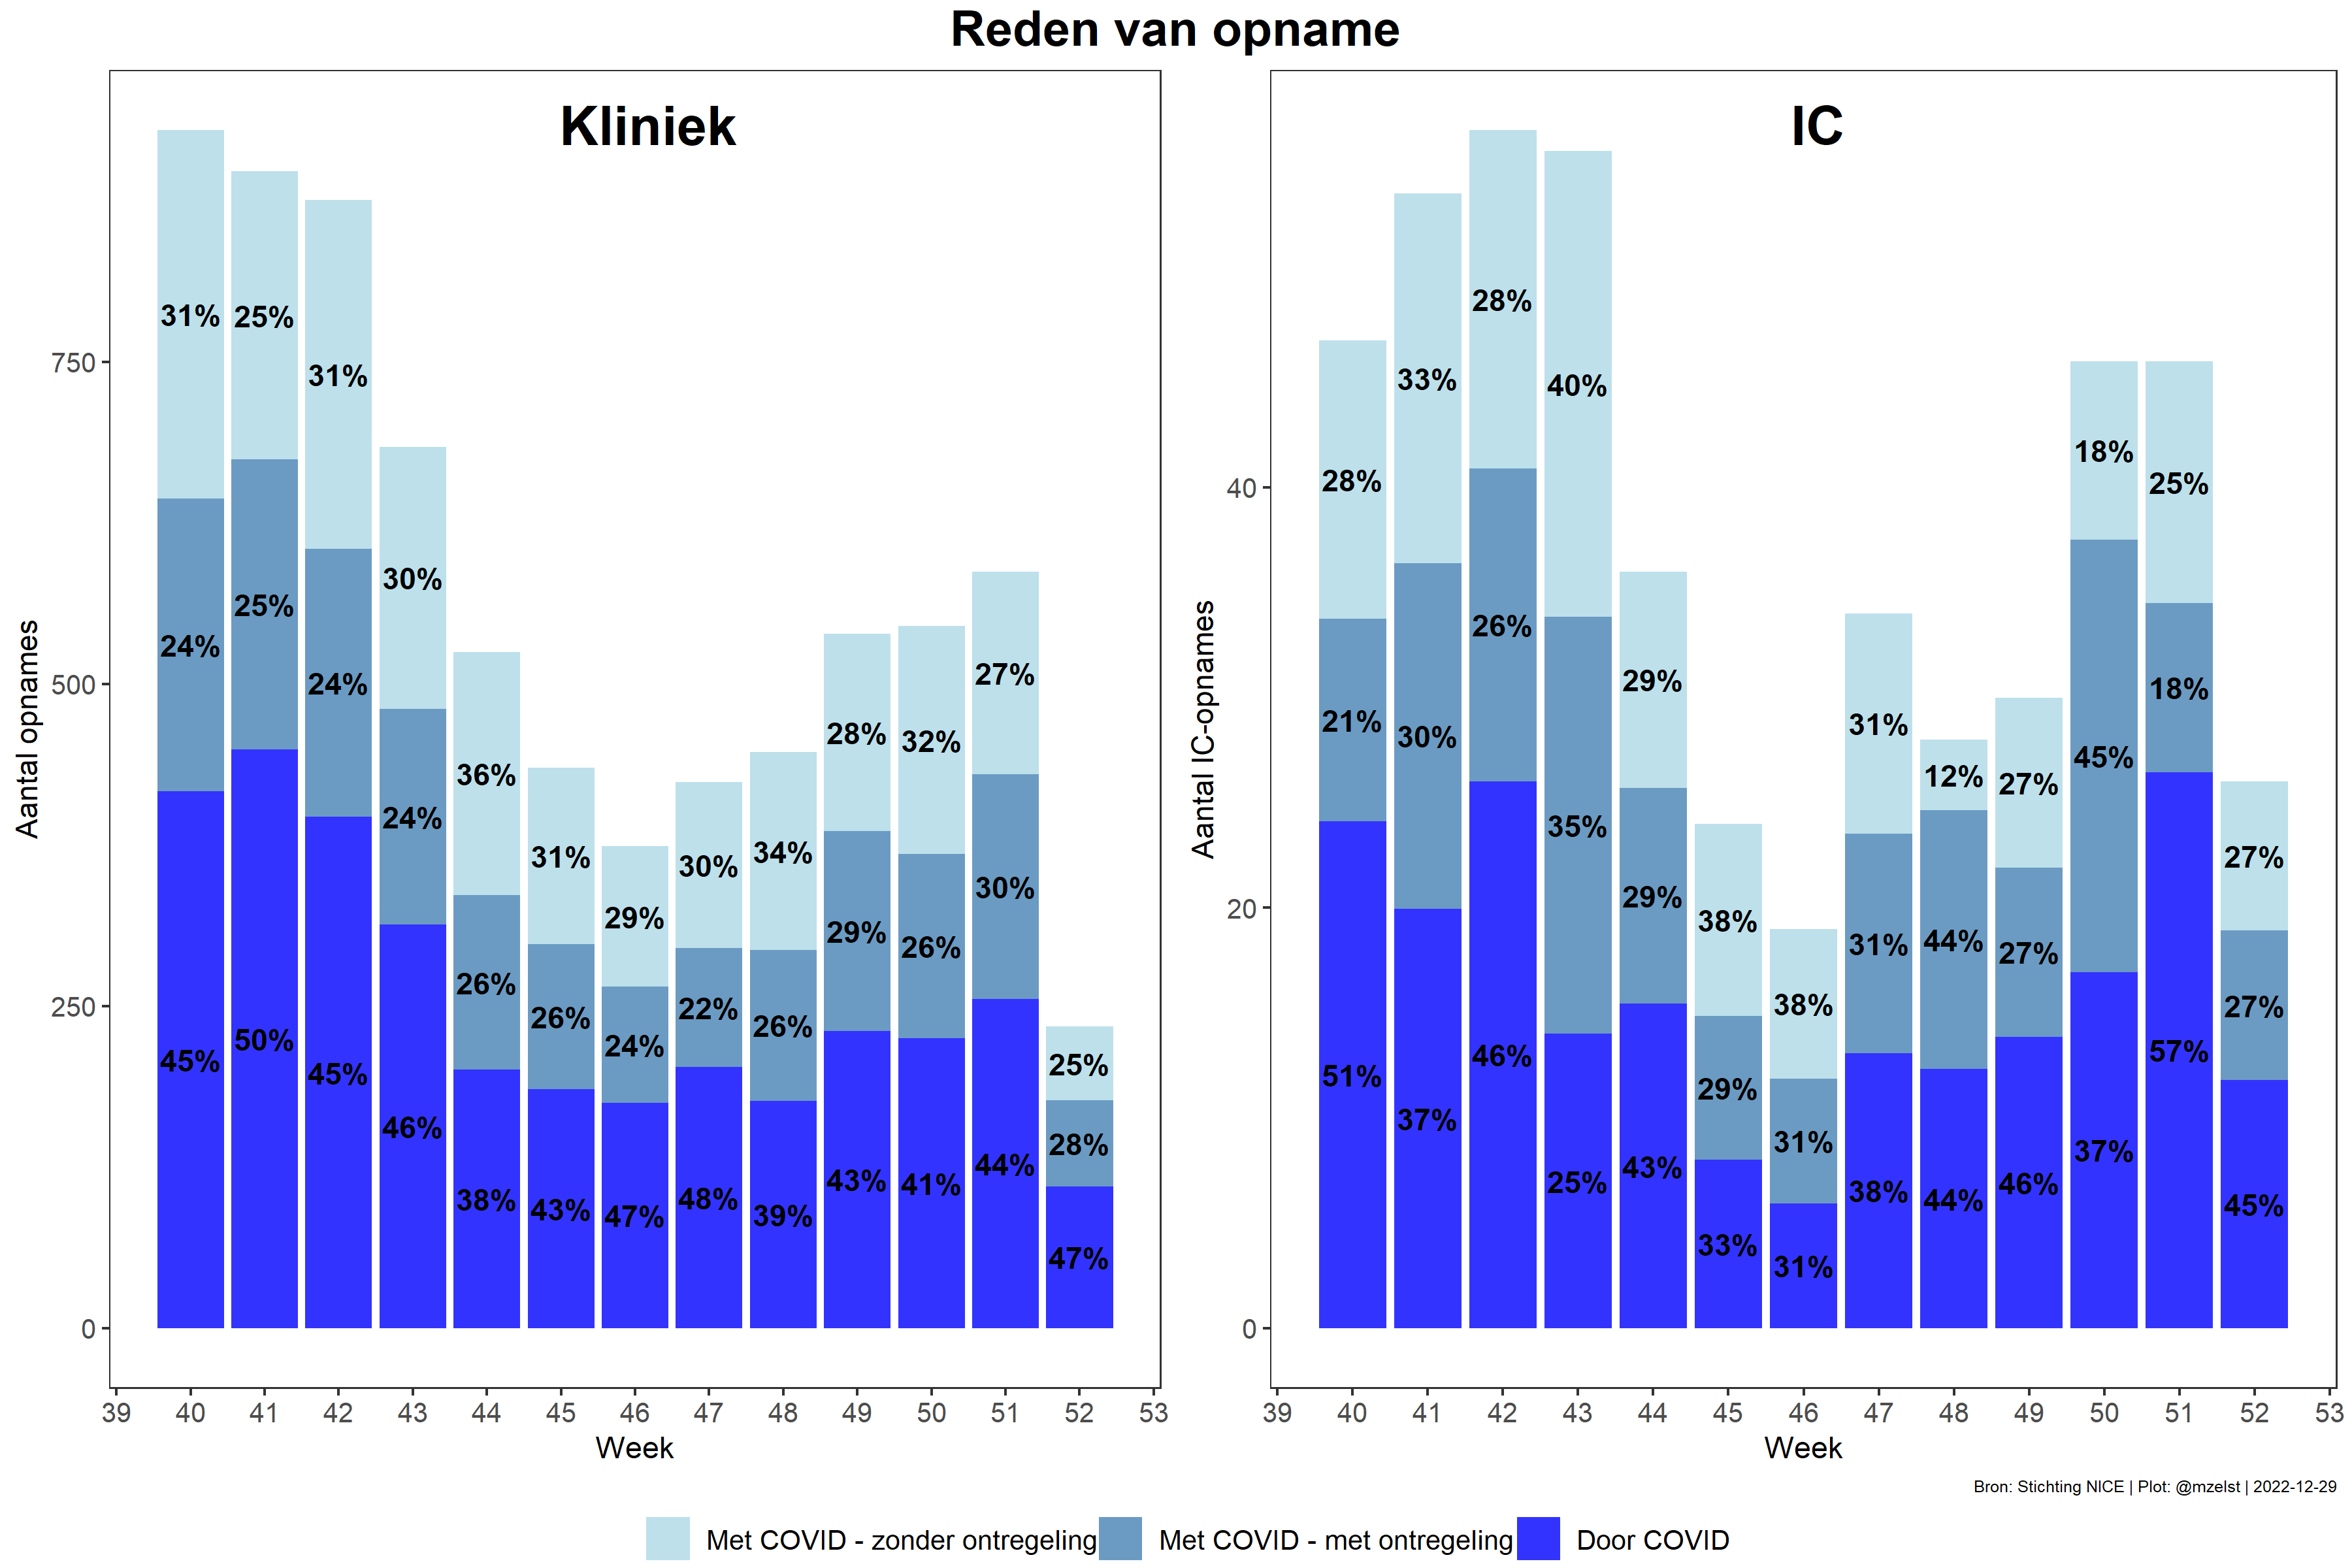 Reden van opname
Kliniek
Aantal opnames
750
500
250
0
31% 25% 31% 30% 36% 31% 29% 30% 34% 28% 32% 27% 25%
24% 25% 24% 24% 26% 26% 24% 22% 26% 29% 26% 30% 28%
45% 50% 45% 46% 38% 43% 47% 48% 39% 43% 41% 44% 47%
39 40 41 42 43 44 45 46 47 48 49 50 51 52 53
Week
IC
Aantal IC-opnames
40
20
0
28% 33% 28% 40% 29% 38% 38% 31% 12% 27% 18% 25% 27%
21% 30% 26% 35% 29% 29% 31% 31% 44% 27% 45% 18% 27%
51% 37% 46% 25% 43% 33% 31% 38% 44% 46% 37% 57% 45%
39 40 41 42 43 44 45 46 47 48 49 50 51 52 53
Week
Bron: Stichting NICE | Plot: @mzelst | 2022-12-29
Met COVID - zonder ontregeling Met COVID - met ontregeling Door COVID